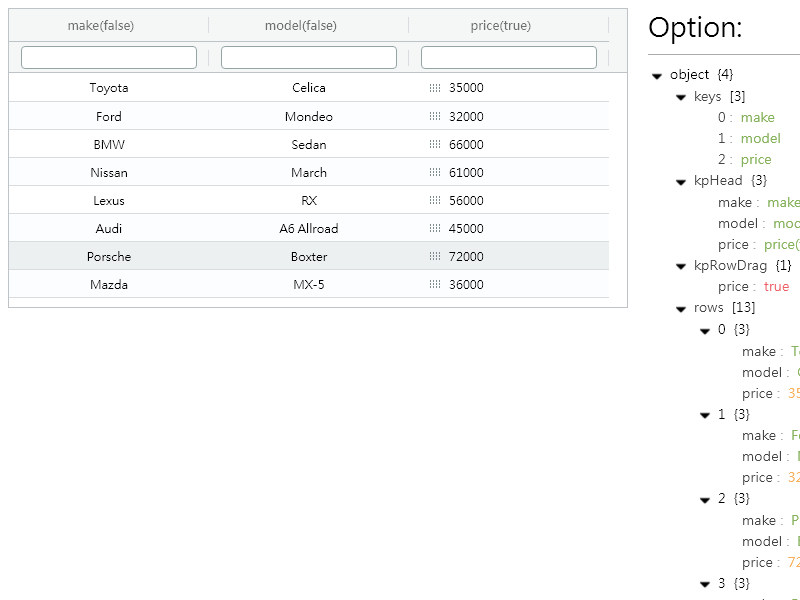 make(false) model(false) price(true)
Toyota Celica 35000
Ford Mondeo 32000
BMW Sedan 66000
Nissan March 61000
Lexus RX 56000
Audi A6 Allroad 45000
Porsche Boxter 72000
Mazda MX-5 36000
Option:
object {4}
keys [3]
0 : make
1 : model
2 : price
kpHead {3}
make : make
model : mod
price : price(
kpRowDrag {1}
price : true
rows [13]
0 {3}
make : T
model :
price : 35
1 {3}
make : F
model :
price : 32
2 {3}
make : P
model :
price : 72
3 {3}